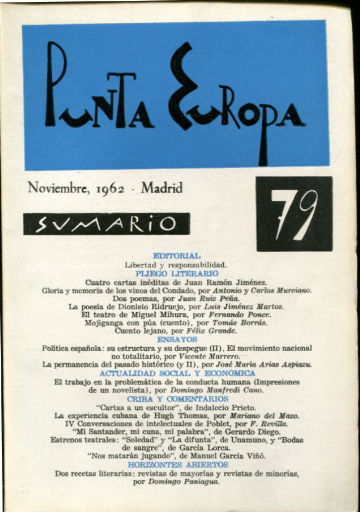 PUNTA EUROPA
Noviembre, 1962 - Madrid
79
SUMARIO
EDITORIAL
Libertad y responsabilidad.
PLIEGO LITERARIO
Cuatro cartas inéditas de Juan Ramón Jiménez.
Gloria y memoria de los vinos del Condado, por Antonio y Carlos Murciano.
Dos poemas, por Juan Ruiz Peña.
La poesía de Dionisio Ridruejo, por Luis Jiménez Martos.
El teatro de Miguel Mihura, por Fernando Ponce.
Mojiganga con púa (cuento), por Tomás Borrás.
Cuento lejano, por Félix Grande.
ENSAYOS
Política española: su estructura y su despegue (II), El movimiento nacional
no totalitario, por Vicente Marrero.
La permanencia del pasado histórico (y II), por José María Arias Azpiazu.
ACTUALIDAD SOCIAL Y ECONOMICA
El trabajo en la problemática de la conducta humana (Impresiones
de un novelista), por Domingo Manfredi Cano.
CRIBA Y COMENTARIOS
"Cartas a un escultor", de Indalecio Prieto.
La experiencia cubana de Hugh Thomas, por Mariano del Mazo.
IV Conversaciones de intelectuales de Poblet, por F. Revilla.
"Mi Santander, mi cuna, mi palabra", de Gerardo Diego.
Estrenos teatrales: "Soledad" y "La difunta", de Unamuno, y "Bodas
de sangre", de García Lorca.
"Nos matarán jugando", de Manuel García Viñó.
HORIZONTES ABIERTOS
Dos recetas literarias: revistas de mayorías y revistas de minorías,
por Domingo Paniagua.